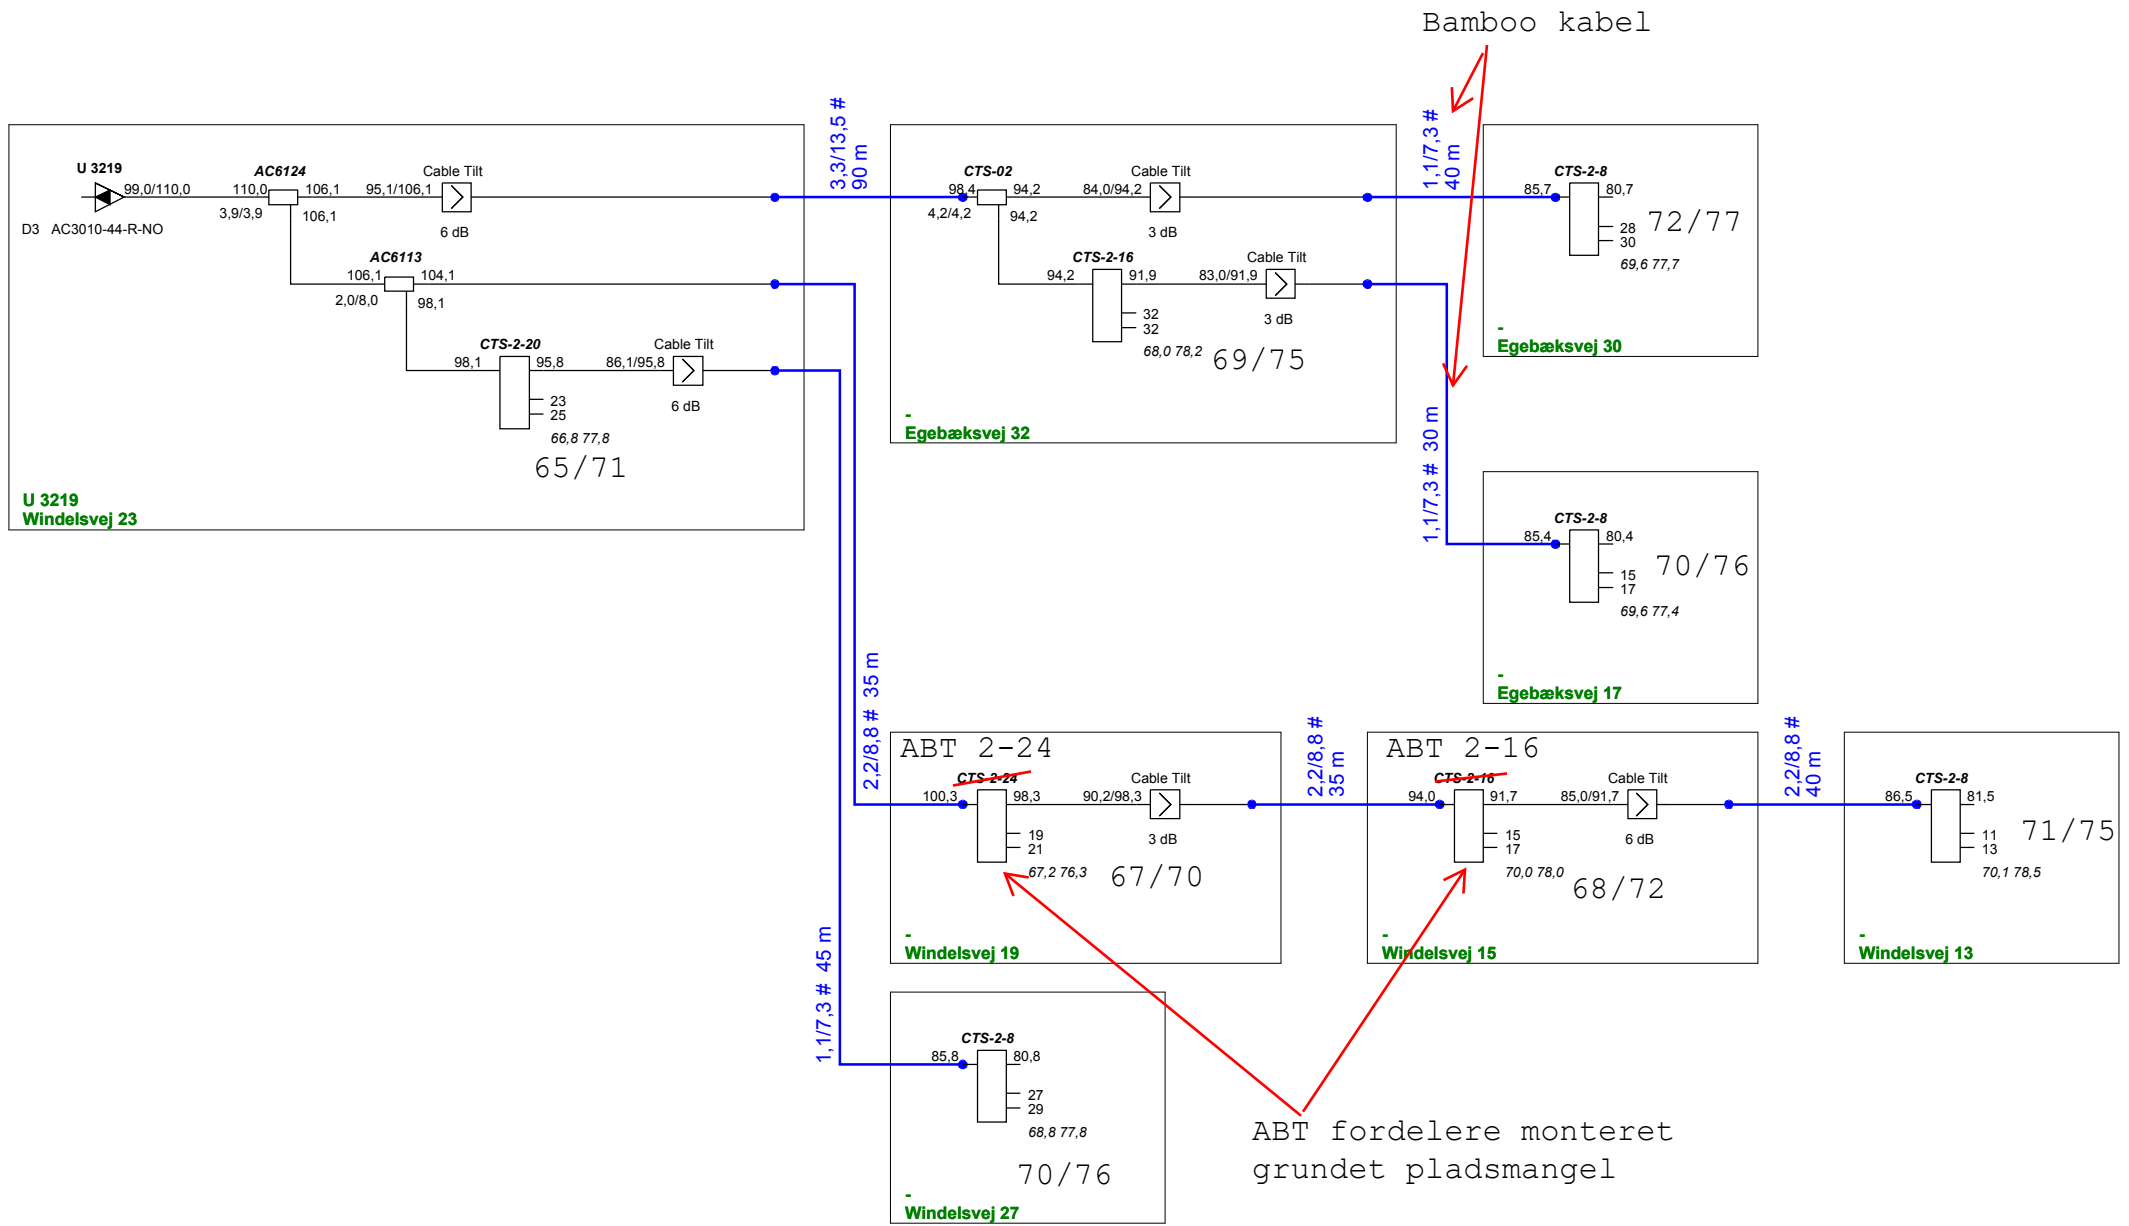 Bamboo kabel
U 3219
99,0/110,0
D3 AC3010-44-R-NO
AC6124
110,0
106,1
3,9/3,9
106,1
95,1/106,1
Cable Tilt
6 dB
AC6113
106,1
104,1
2,0/8,0
98,1
CTS-2-20
98,1
95,8
23
25
66,8 77,8
65/71
86,1/95,8
Cable Tilt
6 dB
U 3219
Windelsvej 23
3,3/13,5 #
90 m
CTS-02
98,4
94,2
4,2/4,2
94,2
84,0/94,2
Cable Tilt
3 dB
CTS-2-16
94,2
91,9
32
32
68,0 78,2
69/75
83,0/91,9
Cable Tilt
3 dB
-
Egebæksvej 32
1,1/7,3 #
40 m
CTS-2-8
85,7
80,7
28
30
69,6 77,7
72/77
-
Egebæksvej 30
1,1/7,3 # 30 m
CTS-2-8
85,4
80,4
15
17
69,6 77,4
70/76
-
Egebæksvej 17
2,2/8,8 # 35 m
ABT 2-24
CTS-2-24
100,3
98,3
19
21
67,2 76,3
67/70
90,2/98,3
Cable Tilt
3 dB
-
Windelsvej 19
2,2/8,8 #
35 m
ABT 2-16
CTS-2-16
94,0
91,7
15
17
70,0 78,0
68/72
85,0/91,7
Cable Tilt
6 dB
-
Windelsvej 15
2,2/8,8 #
40 m
CTS-2-8
86,5
81,5
11
13
70,1 78,5
71/75
-
Windelsvej 13
1,1/7,3 # 45 m
CTS-2-8
85,8
80,8
27
29
68,8 77,8
70/76
-
Windelsvej 27
ABT fordelere monteret
grundet pladsmangel